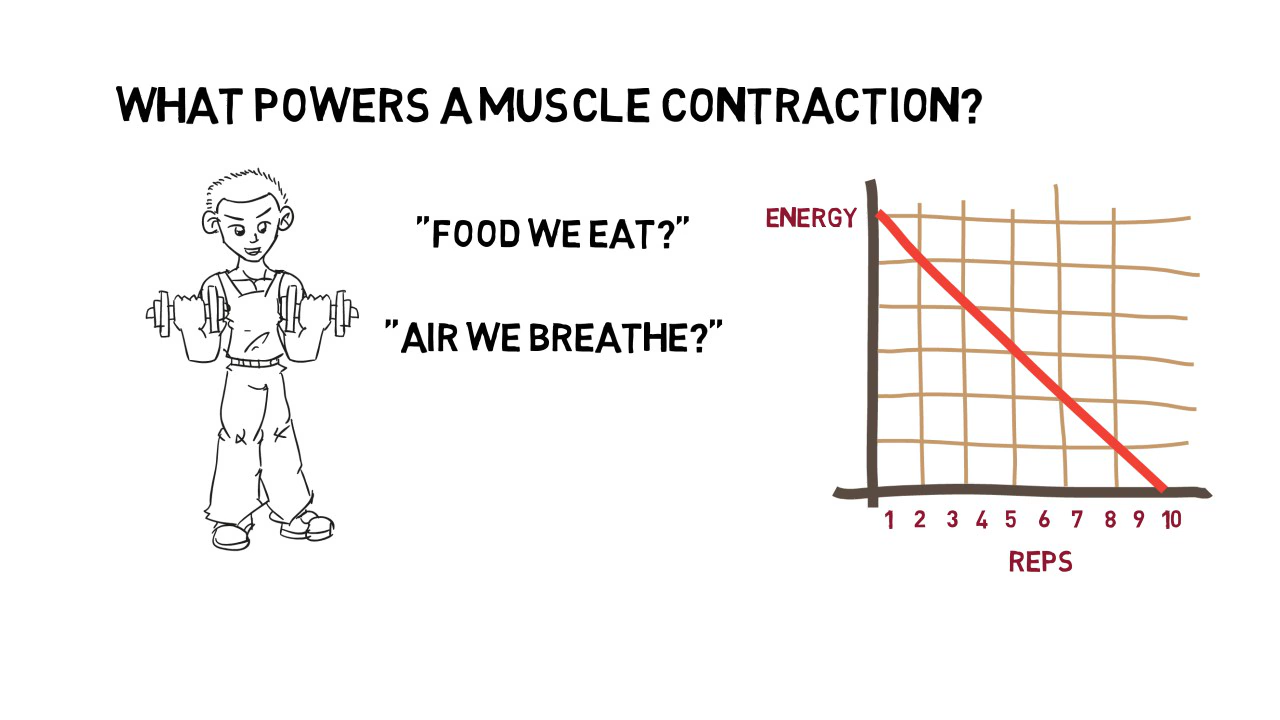 WHAT POWERS A MUSCLE CONTRACTION?
"FOOD WE EAT?"
"AIR WE BREATHE?"
ENERGY
1 2 3 4 5 6 7 8 9 10
REPS